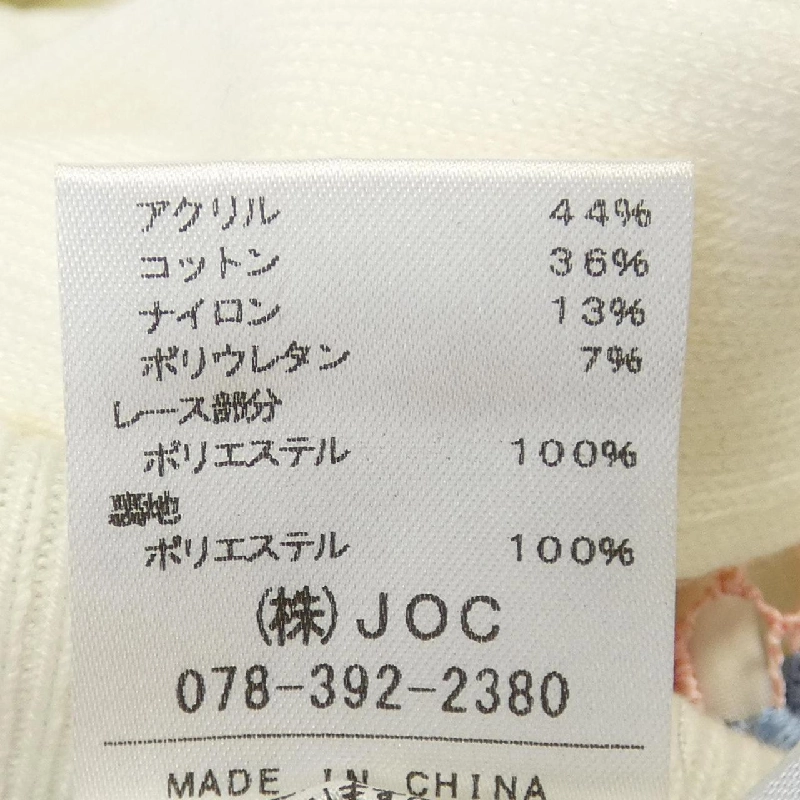 アクリル 44%
コットン 36%
ナイロン 13%
ポリウレタン 7%
レース部分
ポリエステル 100%
裏地
ポリエステル 100%
(株)JOC
078-392-2380
MADE IN CHINA